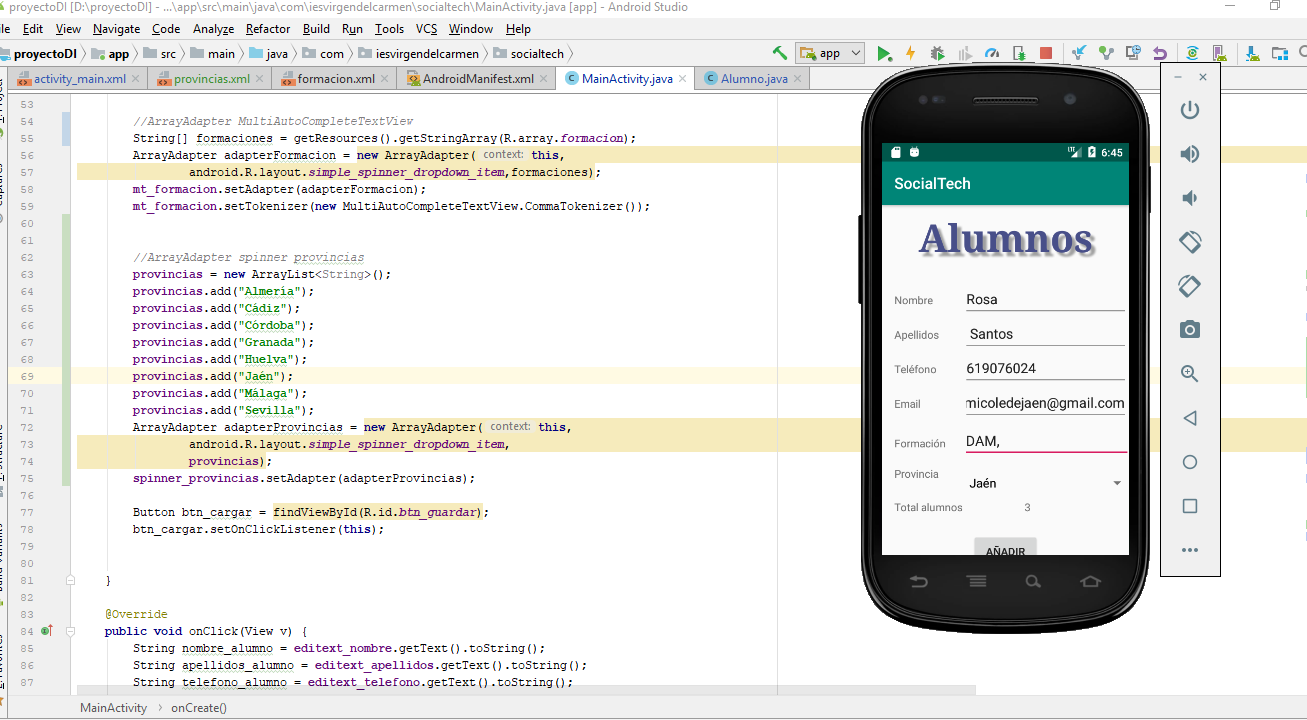 proyectoDI [D:\proyectoDI] - ...\app\src\main\java\com\iesvirgendelcarmen\socialtech\MainActivity.java [app] - Android Studio
Edit View Navigate Code Analyze Refactor Build Run Tools VCS Window Help
proyectoDI app src main java com iesvirgendelcarmen socialtech
app
activity_main.xml provincias.xml formacion.xml AndroidManifest.xml MainActivity.java Alumno.java
53
54 //ArrayAdapter MultiAutoCompleteTextView
55 String[] formaciones = getResources().getStringArray(R.array.formacion);
56 ArrayAdapter adapterFormacion = new ArrayAdapter( context: this,
57 android.R.layout.simple_spinner_dropdown_item,formaciones);
58 mt_formacion.setAdapter(adapterFormacion);
59 mt_formacion.setTokenizer(new MultiAutoCompleteTextView.CommaTokenizer());
60
61
62 //ArrayAdapter spinner provincias
63 provincias = new ArrayList<String>();
64 provincias.add("Almería");
65 provincias.add("Cádiz");
66 provincias.add("Córdoba");
67 provincias.add("Granada");
68 provincias.add("Huelva");
69 provincias.add("Jaén");
70 provincias.add("Málaga");
71 provincias.add("Sevilla");
72 ArrayAdapter adapterProvincias = new ArrayAdapter( context: this,
73 android.R.layout.simple_spinner_dropdown_item,
74 provincias);
75 spinner_provincias.setAdapter(adapterProvincias);
76
77 Button btn_cargar = findViewById(R.id.btn_guardar);
78 btn_cargar.setOnClickListener(this);
79
80
81 }
82
83 @Override
84 public void onClick(View v) {
85 String nombre_alumno = editext_nombre.getText().toString();
86 String apellidos_alumno = editext_apellidos.getText().toString();
87 String telefono_alumno = editext_telefono.getText().toString();
MainActivity onCreate()
LTE 6:45
SocialTech
Alumnos
Nombre Rosa
Apellidos Santos
Teléfono 619076024
Email micoledejaen@gmail.com
Formación DAM,
Provincia
Jaén
Total alumnos 3
AÑADIR